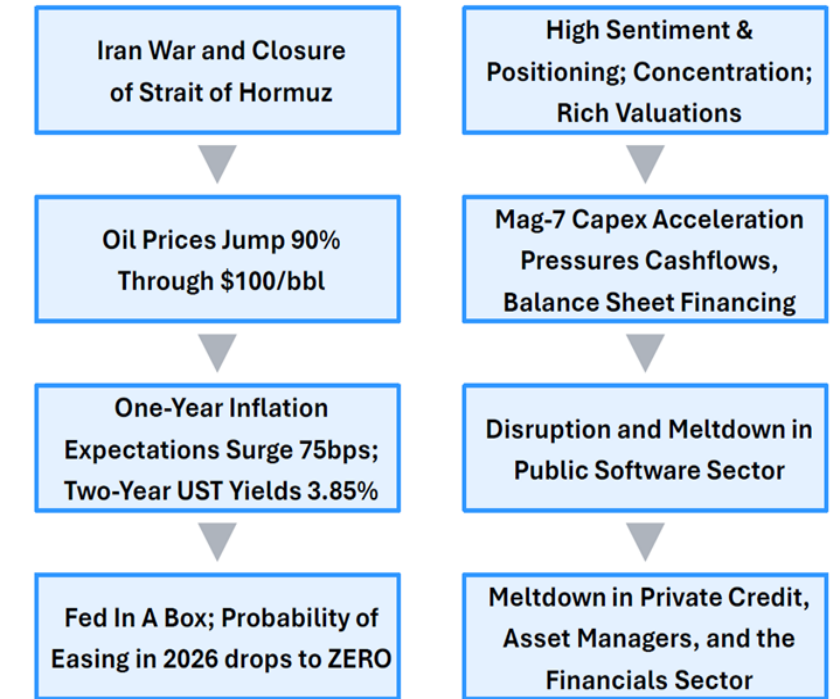 Iran War and Closure
of Strait of Hormuz
Oil Prices Jump 90%
Through $100/bbl
One-Year Inflation
Expectations Surge 75bps;
Two-Year UST Yields 3.85%
Fed In A Box; Probability of
Easing in 2026 drops to ZERO
High Sentiment &
Positioning; Concentration;
Rich Valuations
Mag-7 Capex Acceleration
Pressures Cashflows,
Balance Sheet Financing
Disruption and Meltdown in
Public Software Sector
Meltdown in Private Credit,
Asset Managers, and the
Financials Sector